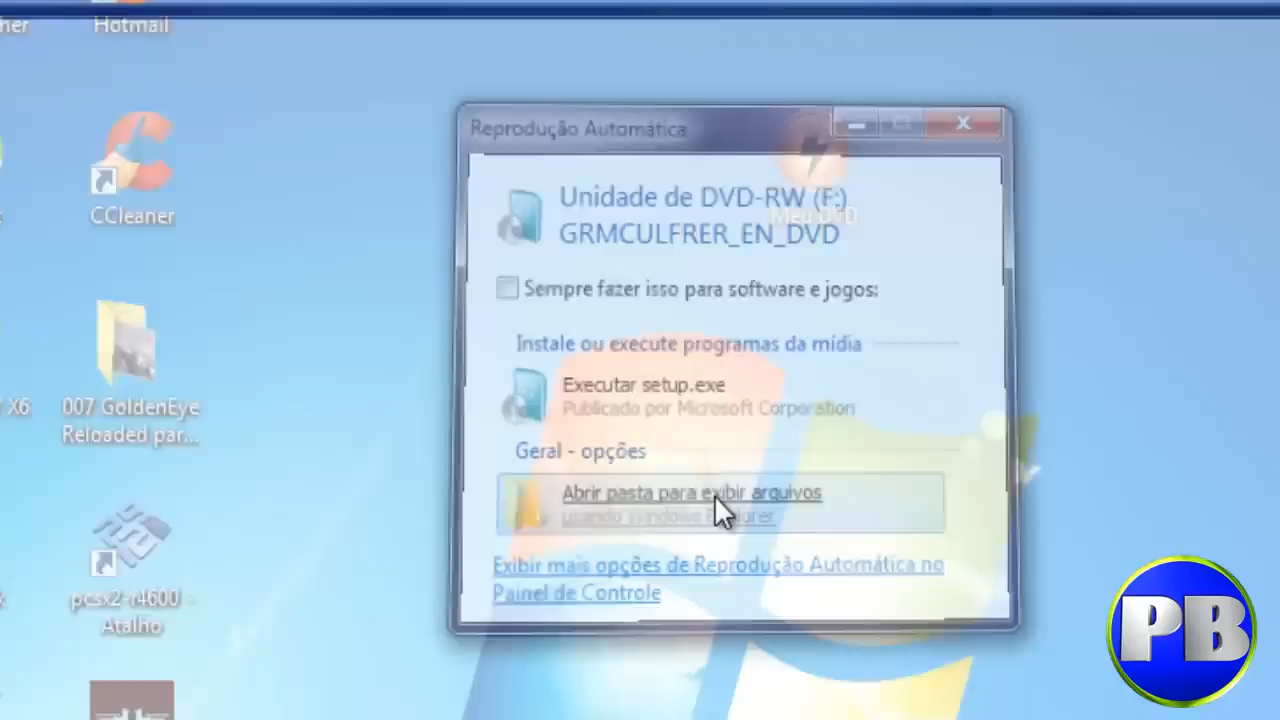 her
Hotmail
CCleaner
X6
007 GoldenEye
Reloaded par...
pcsx2-r4600 -
Atalho
Reprodução Automática
Unidade de DVD-RW (F:)
GRMCULFRER_EN_DVD
Meu DVD
Sempre fazer isso para software e jogos:
Instale ou execute programas da mídia
Executar setup.exe
Publicado por Microsoft Corporation
Geral - opções
Abrir pasta para exibir arquivos
usando Windows Explorer
Exibir mais opções de Reprodução Automática no
Painel de Controle
PB